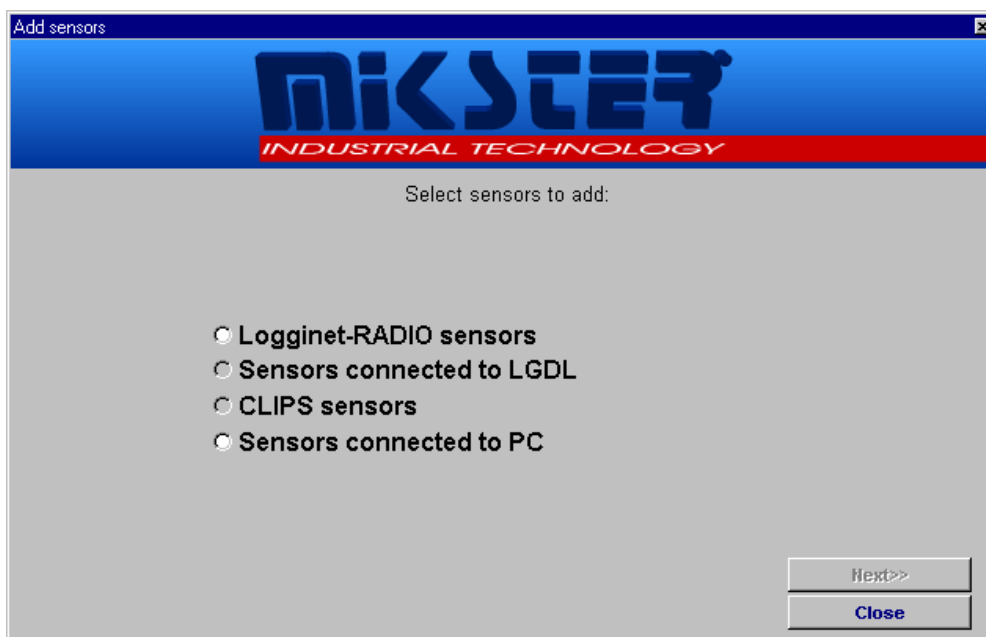 Add sensors
MIKSTER
INDUSTRIAL TECHNOLOGY
Select sensors to add:
Logginet-RADIO sensors
Sensors connected to LGDL
CLIPS sensors
Sensors connected to PC
Next>>
Close